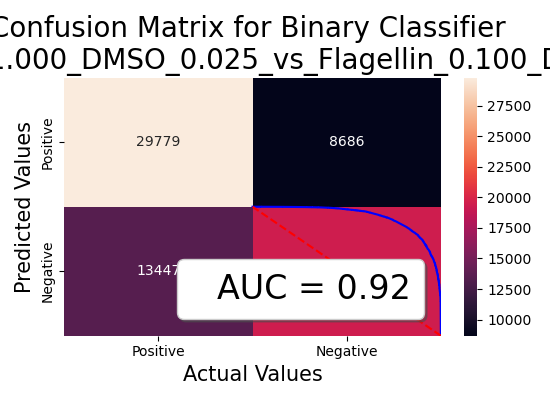 Confusion Matrix for Binary Classifier
1.000_DMSO_0.025_vs_Flagellin_0.100_D
29779
8686
13447
AUC = 0.92
Predicted Values
Positive
Negative
Positive
Negative
Actual Values
27500
25000
22500
20000
17500
15000
12500
10000